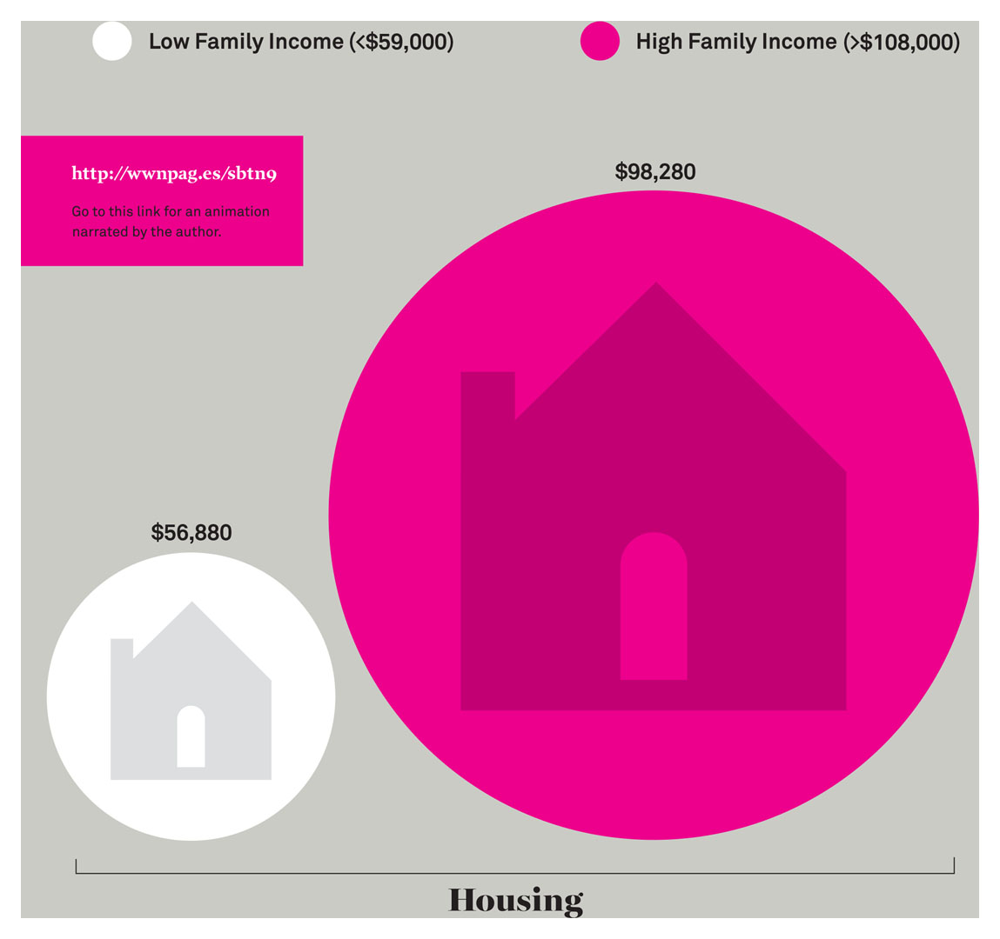 Low Family Income (<$59,000)
High Family Income (>$108,000)
http://wwnpag.es/sbtn9
Go to this link for an animation
narrated by the author.
$98,280
$56,880
Housing